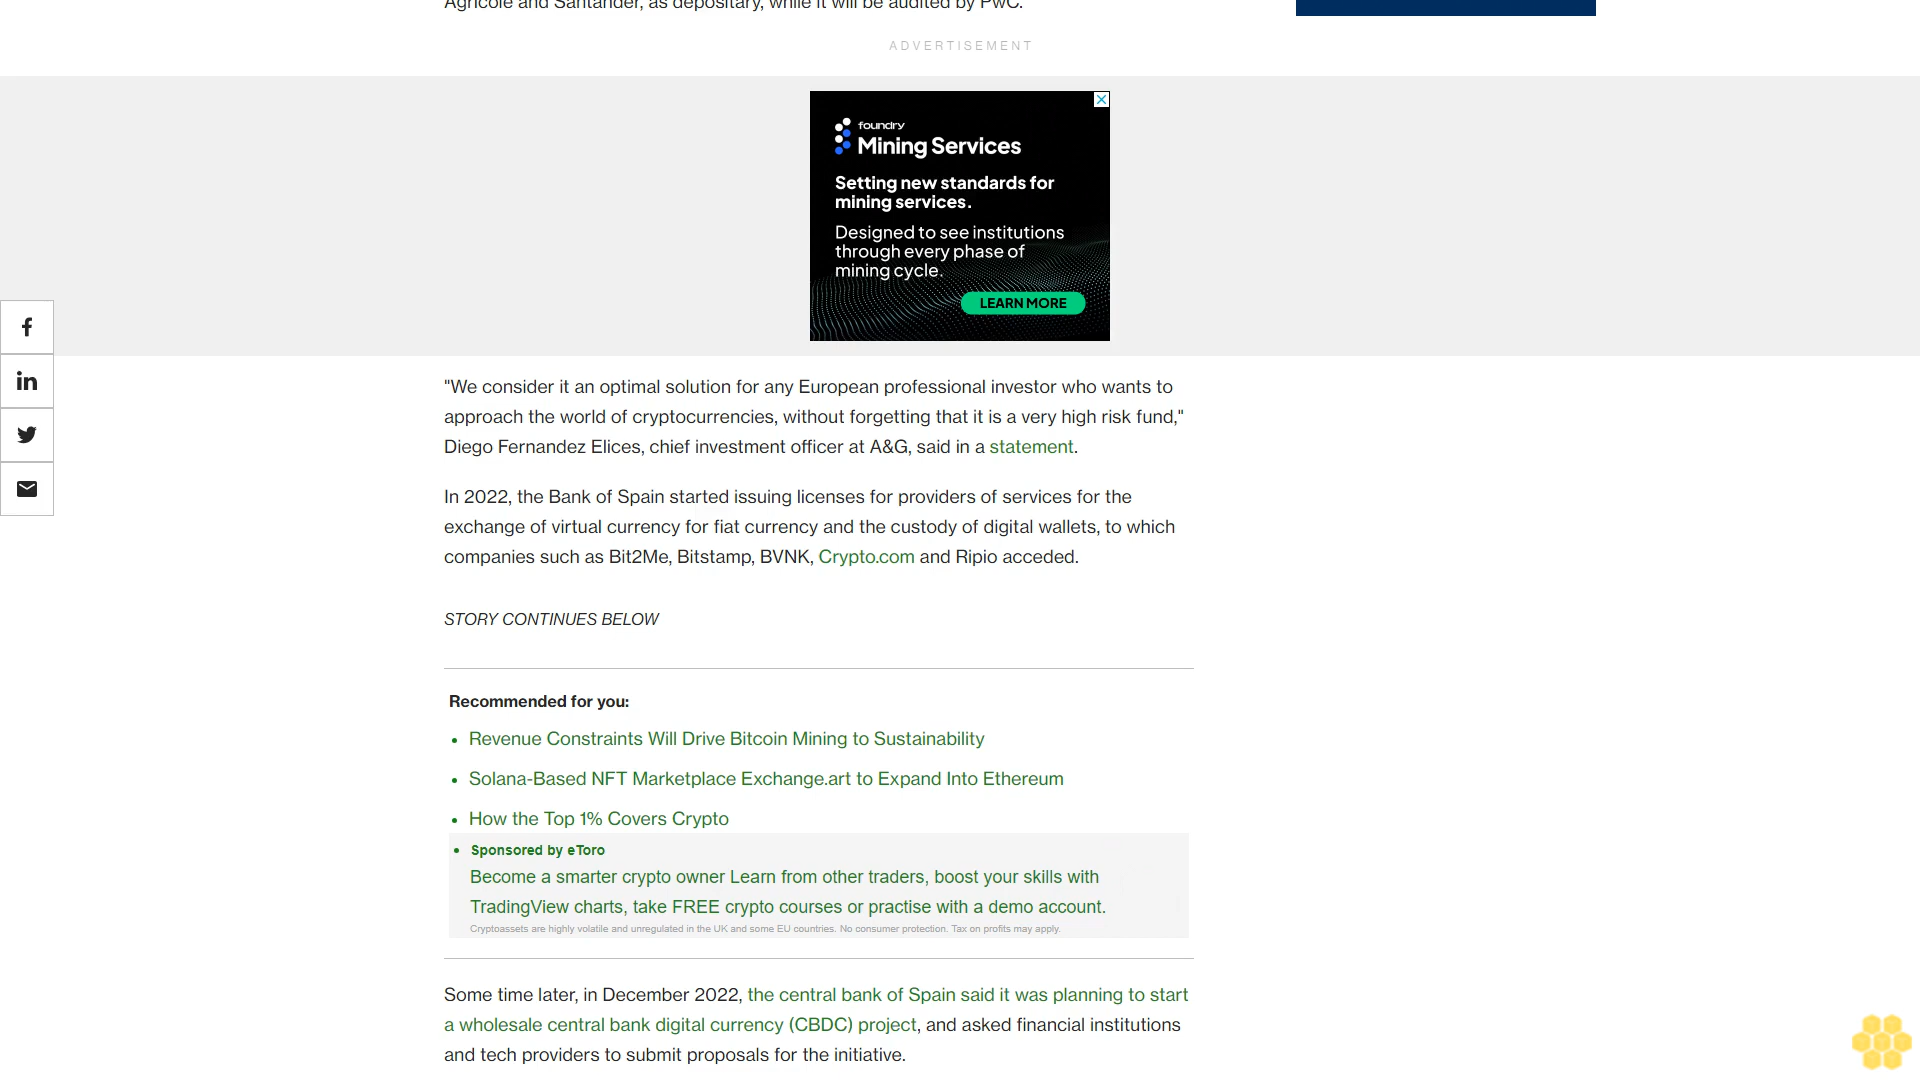 Agricole and Santander, as depositary, while it will be audited by PwC.
ADVERTISEMENT
foundry
Mining Services
Setting new standards for
mining services.
Designed to see institutions
through every phase of
mining cycle.
LEARN MORE
"We consider it an optimal solution for any European professional investor who wants to
approach the world of cryptocurrencies, without forgetting that it is a very high risk fund,"
Diego Fernandez Elices, chief investment officer at A&G, said in a statement.
In 2022, the Bank of Spain started issuing licenses for providers of services for the
exchange of virtual currency for fiat currency and the custody of digital wallets, to which
companies such as Bit2Me, Bitstamp, BVNK, Crypto.com and Ripio acceded.
STORY CONTINUES BELOW
Recommended for you:
• Revenue Constraints Will Drive Bitcoin Mining to Sustainability
• Solana-Based NFT Marketplace Exchange.art to Expand Into Ethereum
• How the Top 1% Covers Crypto
• Sponsored by eToro
Become a smarter crypto owner Learn from other traders, boost your skills with
TradingView charts, take FREE crypto courses or practise with a demo account.
Cryptoassets are highly volatile and unregulated in the UK and some EU countries. No consumer protection. Tax on profits may apply.
Some time later, in December 2022, the central bank of Spain said it was planning to start
a wholesale central bank digital currency (CBDC) project, and asked financial institutions
and tech providers to submit proposals for the initiative.